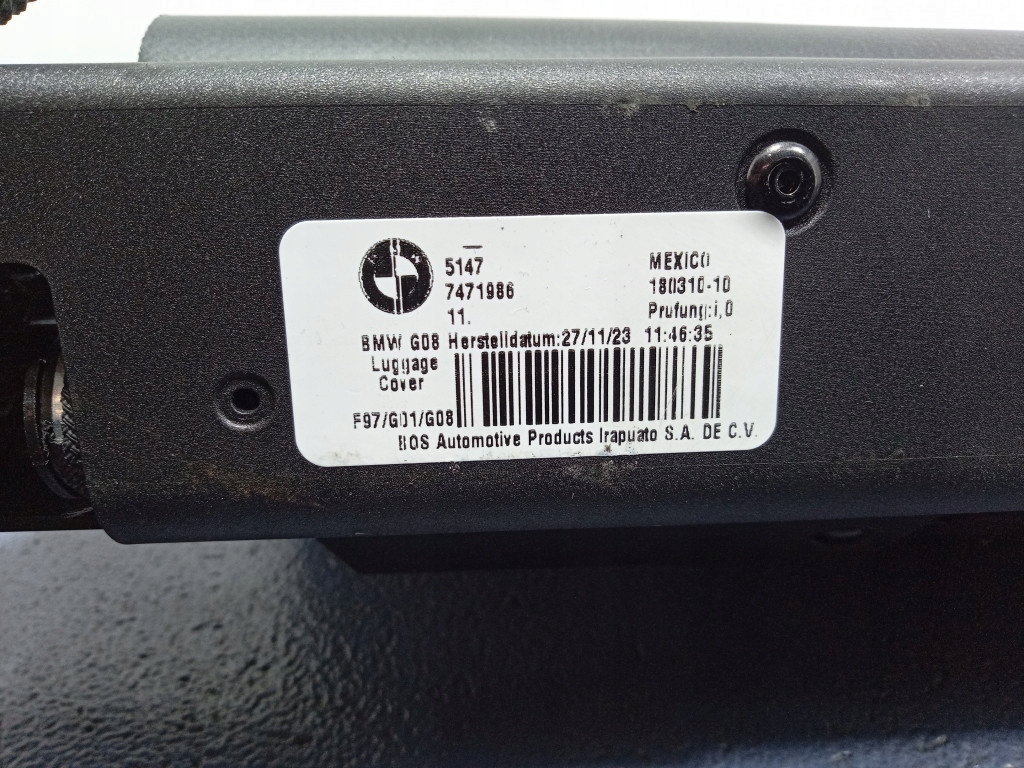 5147
7471986
11.
MEXICO
180310-10
Prufung:1,0
BMW G08 Herstelldatum:27/11/23 11:46:35
Luggage
Cover
F97/G01/G08
BOS Automotive Products Irapuato S.A. DE C.V.